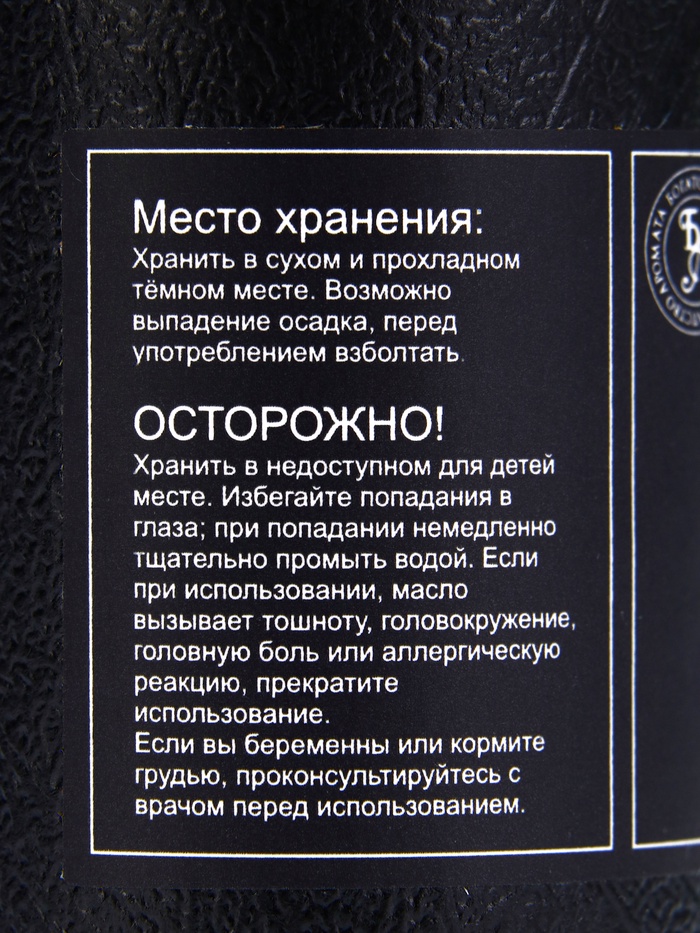 Место хранения:
Хранить в сухом и прохладном
тёмном месте. Возможно
выпадение осадка, перед
употреблением взболтать.
ОСТОРОЖНО!
Хранить в недоступном для детей
месте. Избегайте попадания в
глаза; при попадании немедленно
тщательно промыть водой. Если
при использовании, масло
вызывает тошноту, головокружение,
головную боль или аллергическую
реакцию, прекратите
использование.
Если вы беременны или кормите
грудью, проконсультируйтесь с
врачом перед использованием.
АРОМАТА